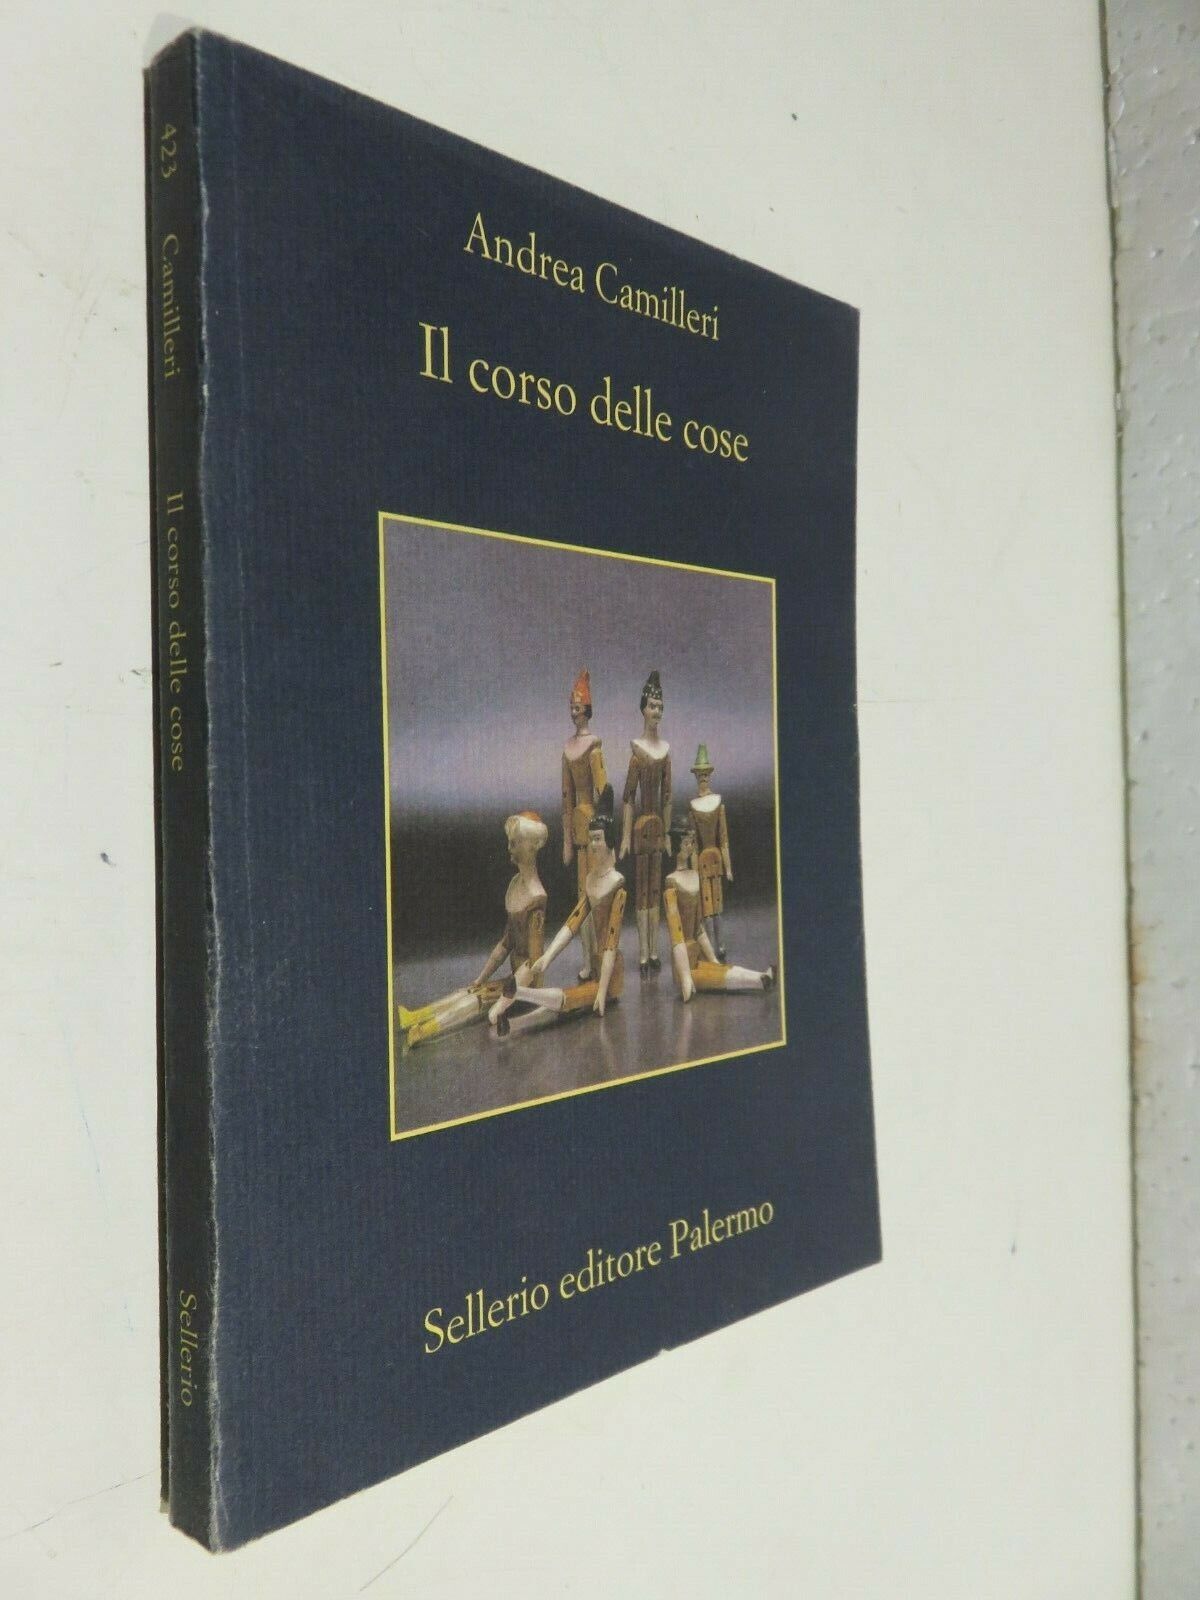 423 Camilleri Il corso delle cose Sellerio
Andrea Camilleri
Il corso delle cose
Sellerio editore Palermo